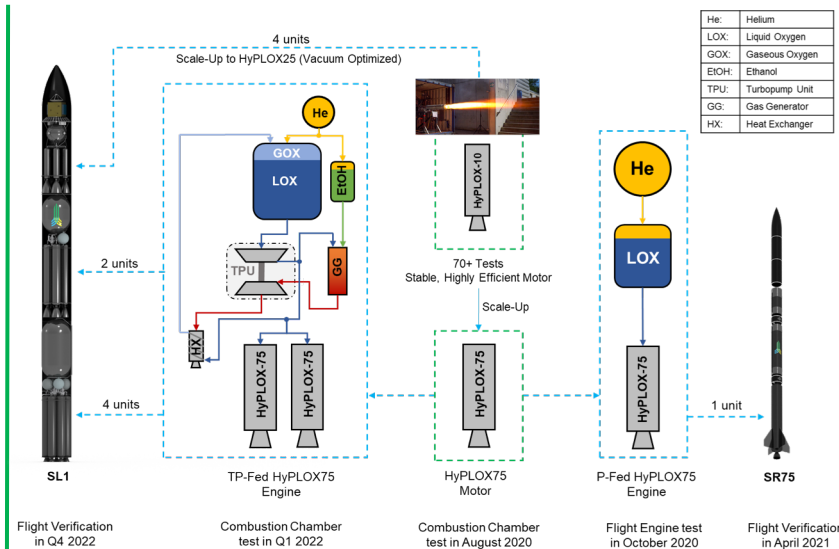 4 units
Scale-Up to HyPLOX25 (Vacuum Optimized)
He: Helium
LOX: Liquid Oxygen
GOX: Gaseous Oxygen
EtOH: Ethanol
TPU: Turbopump Unit
GG: Gas Generator
HX: Heat Exchanger
He
GOX
LOX
EtOH
TPU
GG
HX
HyPLOX-75
HyPLOX-75
2 units
4 units
HyPLOX-10
70+ Tests
Stable, Highly Efficient Motor
Scale-Up
HyPLOX-75
He
LOX
HyPLOX-75
1 unit
SL1
TP-Fed HyPLOX75
Engine
HyPLOX75
Motor
P-Fed HyPLOX75
Engine
SR75
Flight Verification
in Q4 2022
Combustion Chamber
test in Q1 2022
Combustion Chamber
test in August 2020
Flight Engine test
in October 2020
Flight Verification
in April 2021